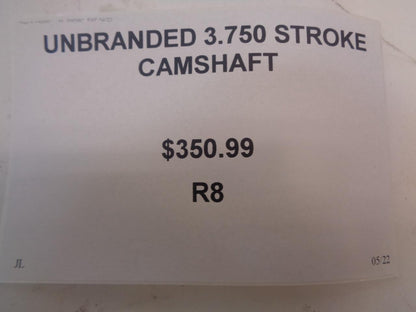 UNBRANDED 3.750 STROKE
CAMSHAFT
$350.99
R8
JL 05/22